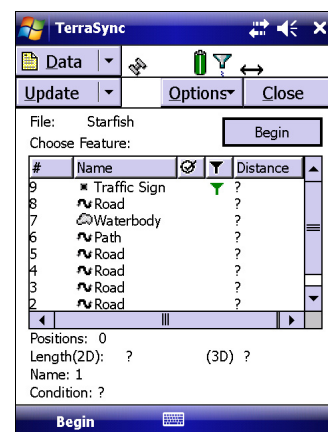 TerraSync
Data
Update Options Close
File: Starfish
Choose Feature:
Begin
# Name Distance
9 Traffic Sign ?
8 Road ?
7 Waterbody ?
6 Path ?
5 Road ?
4 Road ?
3 Road ?
2 Road ?
Positions: 0
Length(2D): ? (3D) ?
Name: 1
Condition: ?
Begin